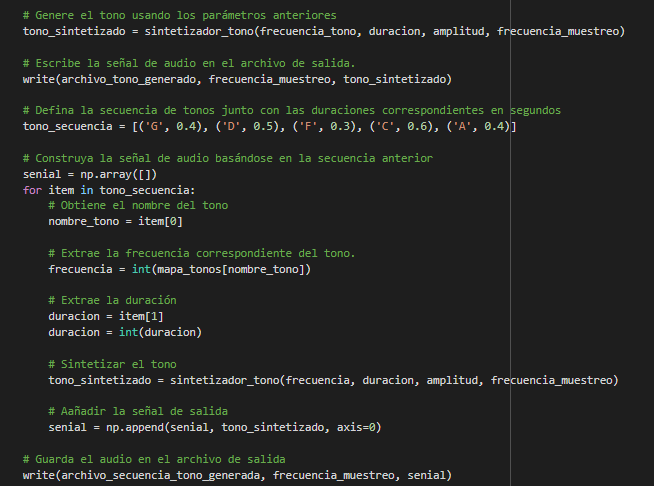 # Genere el tono usando los parámetros anteriores
tono_sintetizado = sintetizador_tono(frecuencia_tono, duracion, amplitud, frecuencia_muestreo)
# Escribe la señal de audio en el archivo de salida.
write(archivo_tono_generado, frecuencia_muestreo, tono_sintetizado)
# Defina la secuencia de tonos junto con las duraciones correspondientes en segundos
tono_secuencia = [('G', 0.4), ('D', 0.5), ('F', 0.3), ('C', 0.6), ('A', 0.4)]
# Construya la señal de audio basándose en la secuencia anterior
senial = np.array([])
for item in tono_secuencia:
    # Obtiene el nombre del tono
    nombre_tono = item[0]
    # Extrae la frecuencia correspondiente del tono.
    frecuencia = int(mapa_tonos[nombre_tono])
    # Extrae la duración
    duracion = item[1]
    duracion = int(duracion)
    # Sintetizar el tono
    tono_sintetizado = sintetizador_tono(frecuencia, duracion, amplitud, frecuencia_muestreo)
    # Aañadir la señal de salida
    senial = np.append(senial, tono_sintetizado, axis=0)
# Guarda el audio en el archivo de salida
write(archivo_secuencia_tono_generada, frecuencia_muestreo, senial)